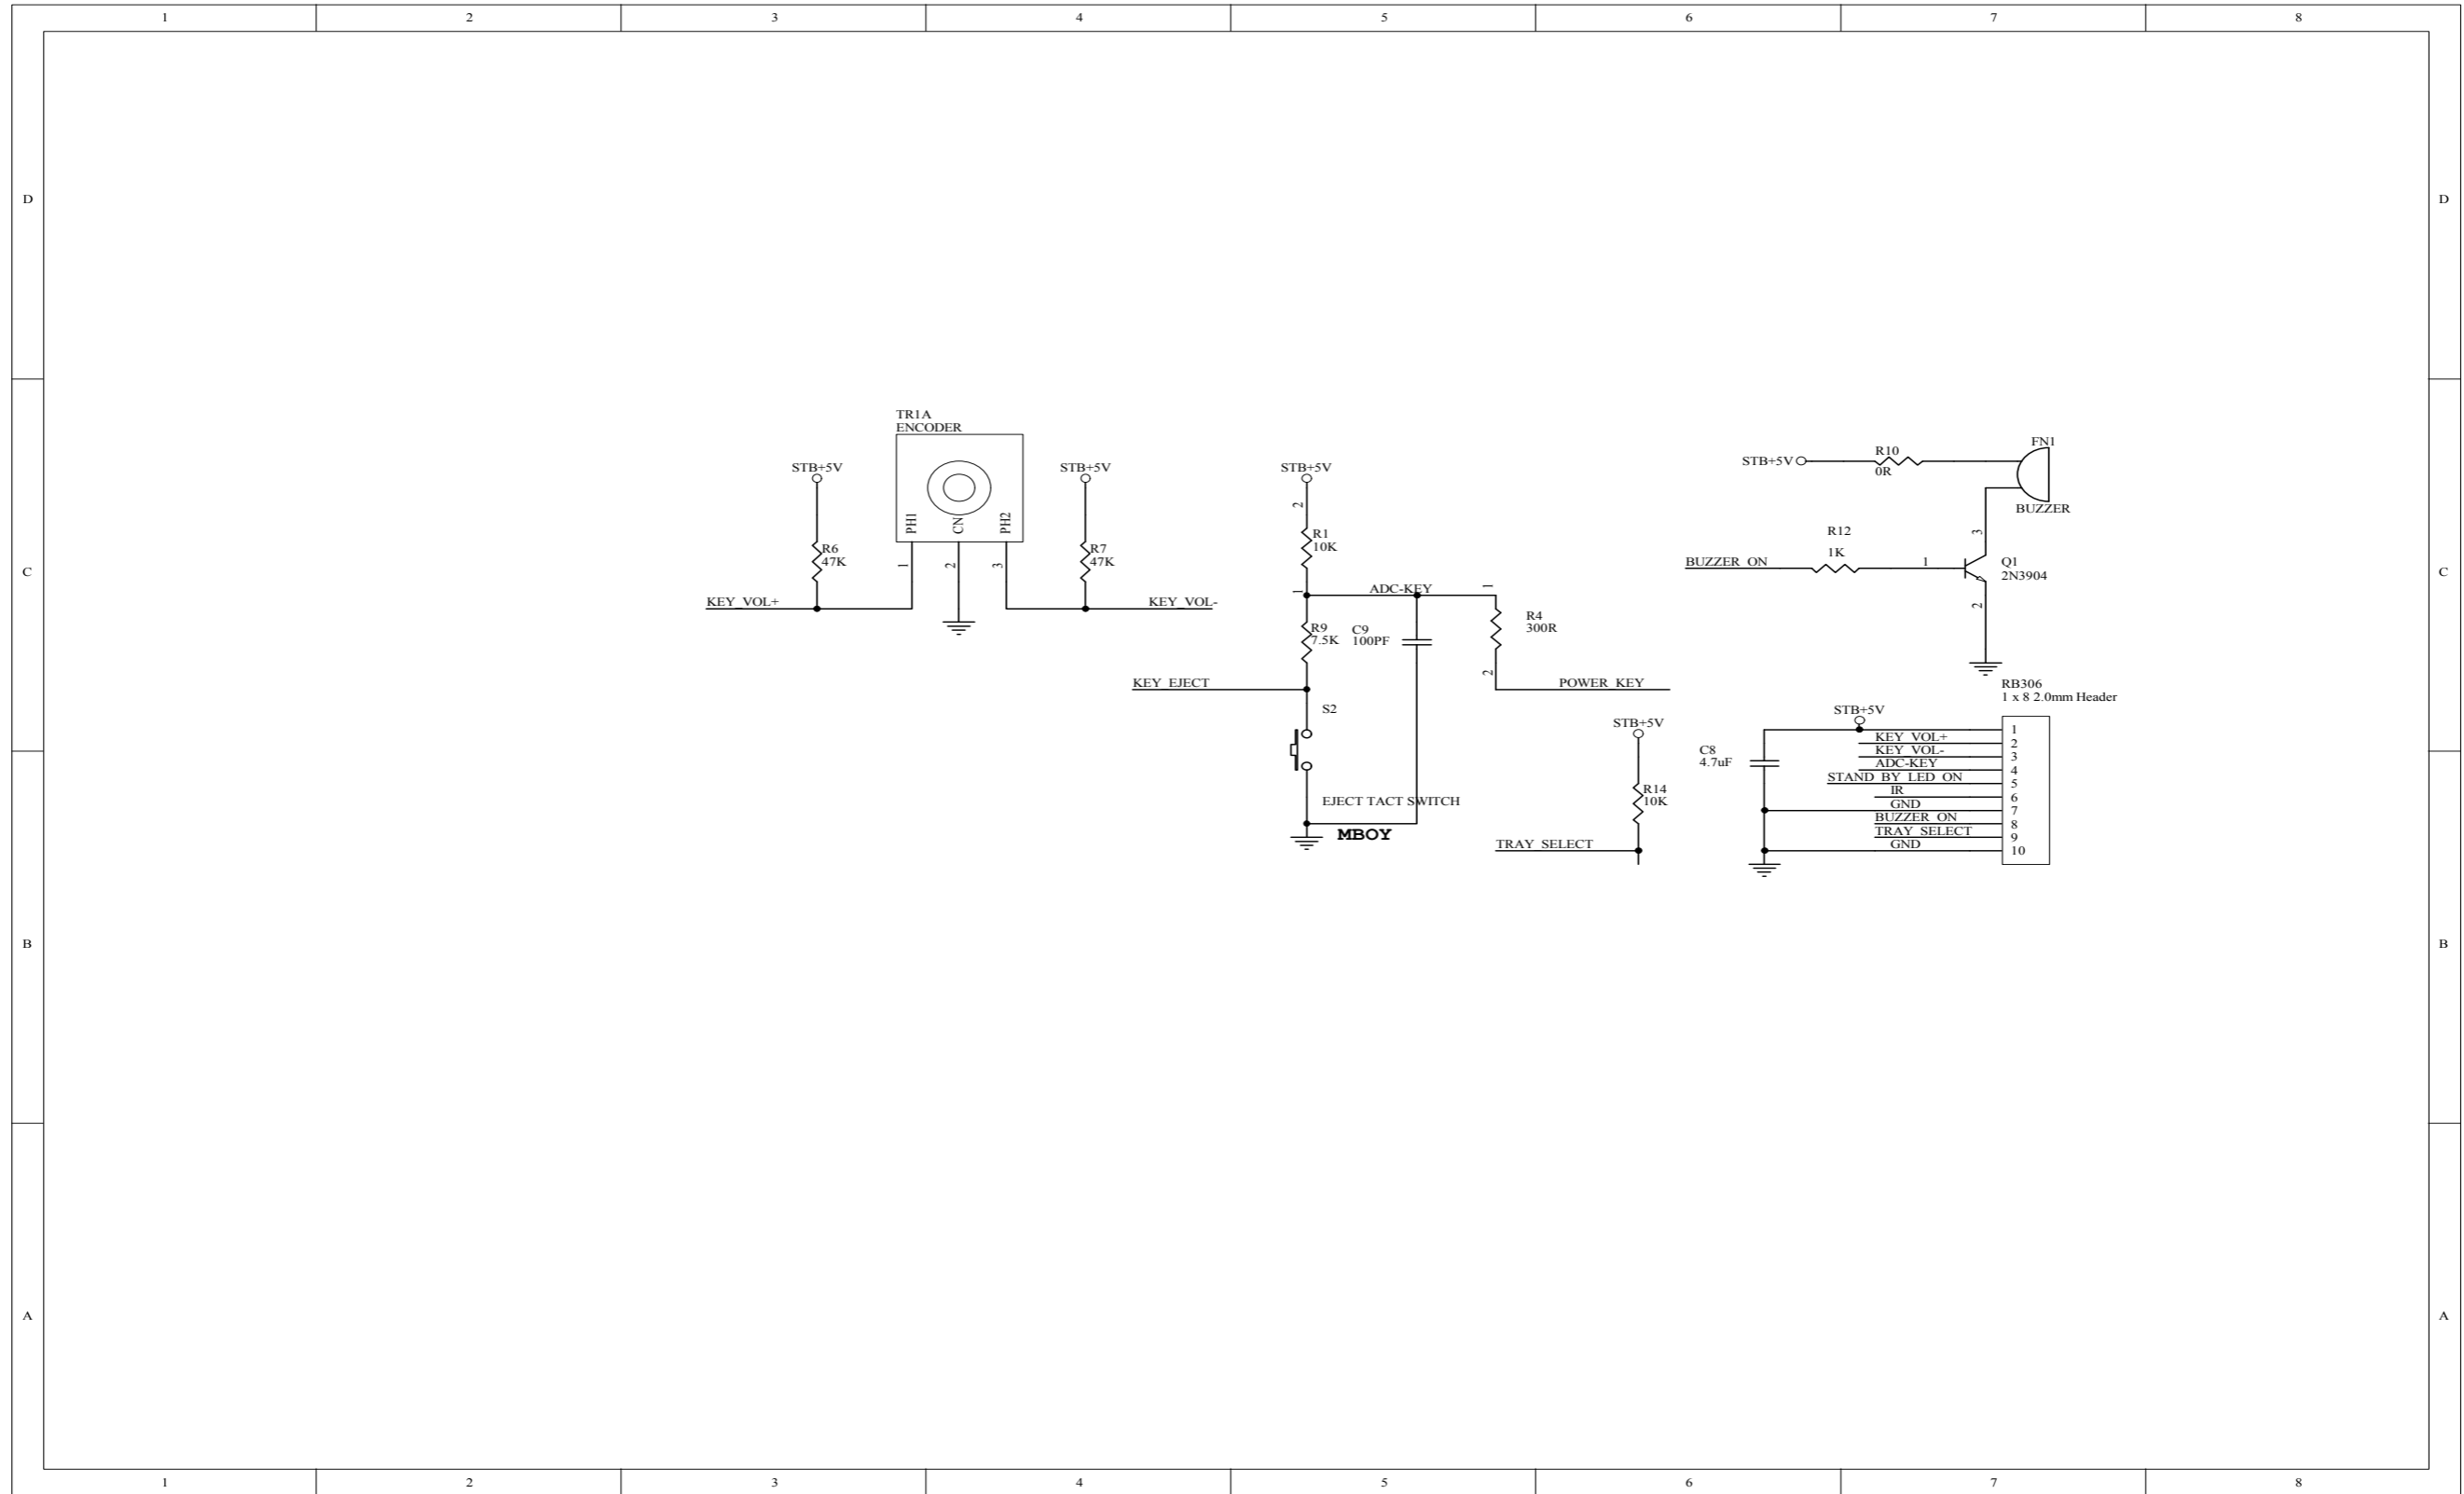 1 2 3 4 5 6 7 8
D
D
TR1A
ENCODER
STB+5V
PH1
CN
PH2
1
2
3
R6
47K
KEY_VOL+
STB+5V
R7
47K
KEY_VOL-
STB+5V
2
R1
10K
1
ADC-KEY
R9
7.5K
C9
100PF
1
R4
300R
2
KEY_EJECT
POWER_KEY
S2
EJECT TACT SWITCH
MBOY
STB+5V
R14
10K
TRAY_SELECT
FN1
STB+5V
R10
0R
BUZZER
R12
1K
BUZZER_ON
1
3
Q1
2N3904
2
RB306
1 x 8 2.0mm Header
STB+5V
C8
4.7uF
1
KEY_VOL+ 2
KEY_VOL- 3
ADC-KEY 4
STAND_BY_LED_ON 5
IR 6
GND 7
BUZZER_ON 8
TRAY_SELECT 9
GND 10
C
C
B
B
A
A
1 2 3 4 5 6 7 8